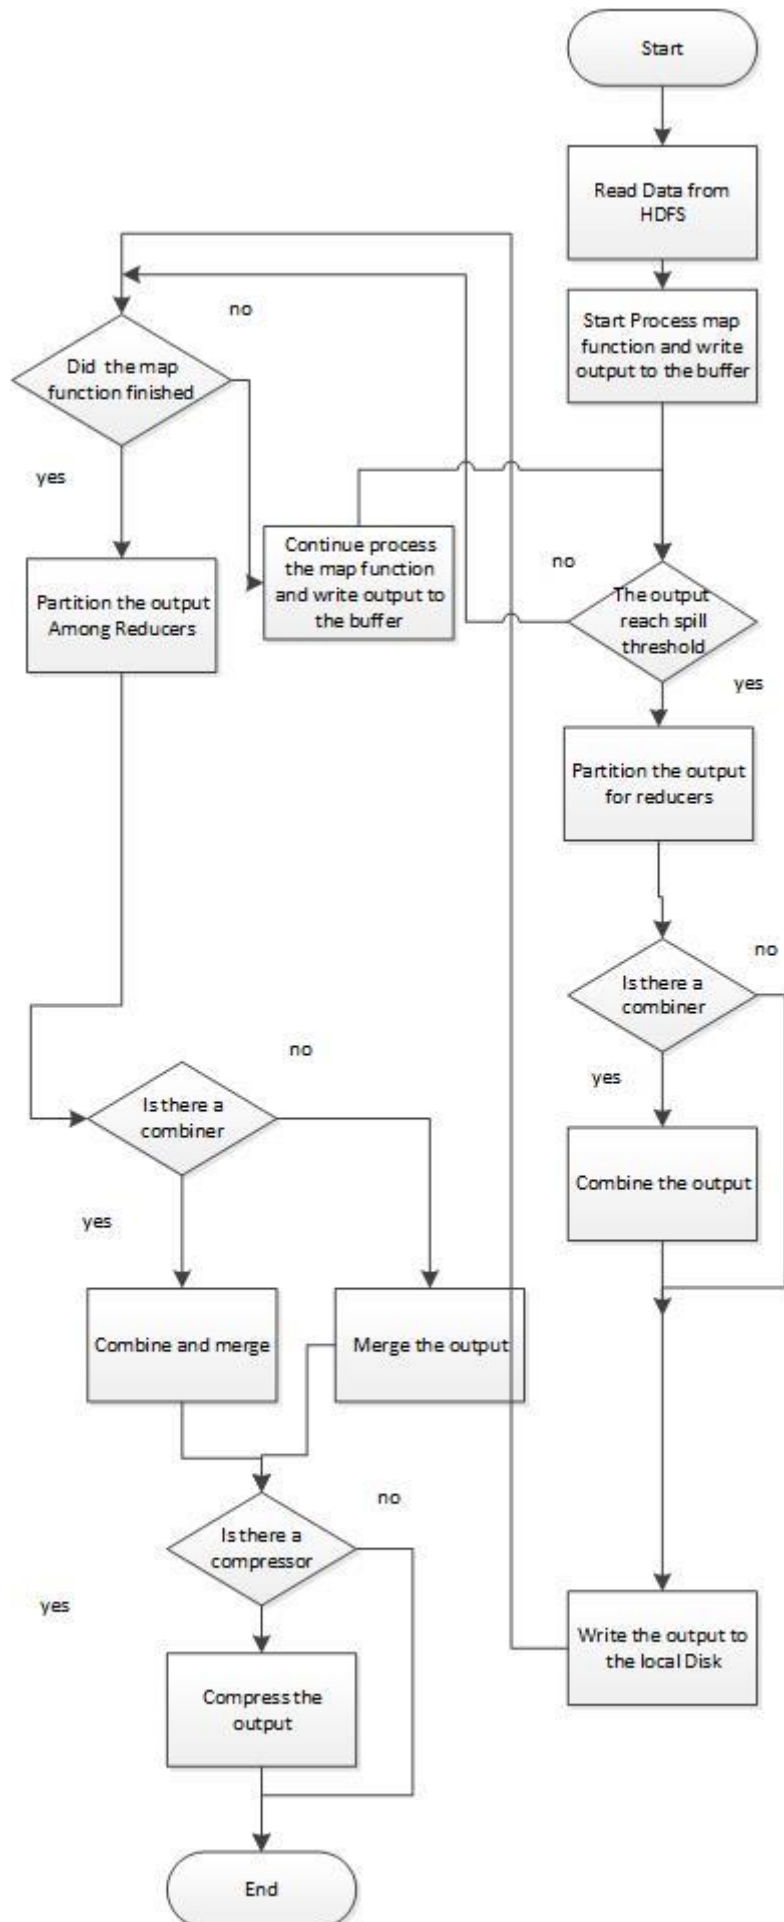 Start
Read Data from
HDFS
Start Process map
function and write
output to the buffer
no
Did the map
function finished
yes
Continue process
the map function
and write output to
the buffer
no
The output
reach spill
threshold
yes
Partition the output
Among Reducers
Partition the output
for reducers
no
Is there a
combiner
yes
Combine the output
no
Is there a
combiner
yes
Combine and merge
Merge the output
no
Is there a
compressor
yes
Write the output to
the local Disk
Compress the
output
End